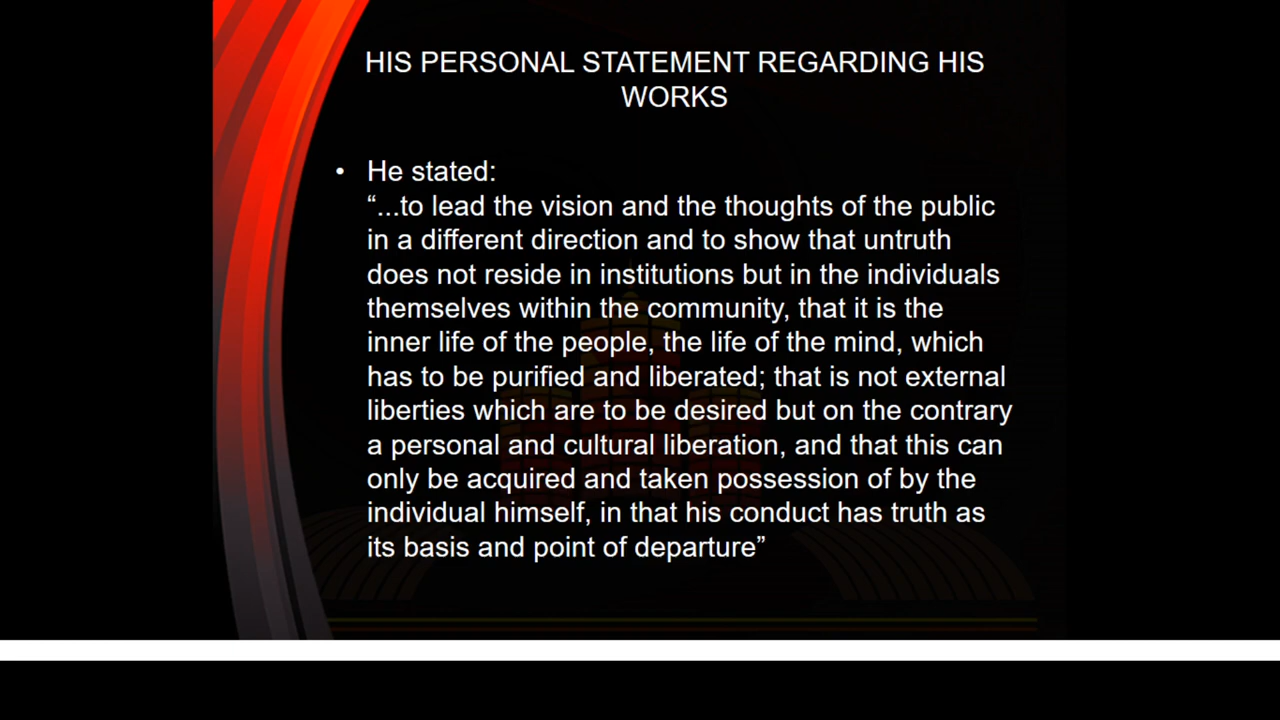 HIS PERSONAL STATEMENT REGARDING HIS
WORKS
• He stated:
“...to lead the vision and the thoughts of the public
in a different direction and to show that untruth
does not reside in institutions but in the individuals
themselves within the community, that it is the
inner life of the people, the life of the mind, which
has to be purified and liberated; that is not external
liberties which are to be desired but on the contrary
a personal and cultural liberation, and that this can
only be acquired and taken possession of by the
individual himself, in that his conduct has truth as
its basis and point of departure”